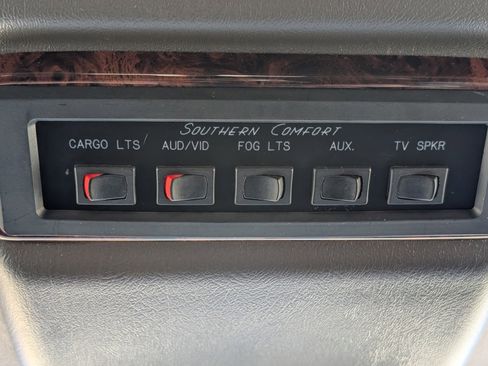 Southern Comfort
CARGO LTS AUD/VID FOG LTS AUX. TV SPKR